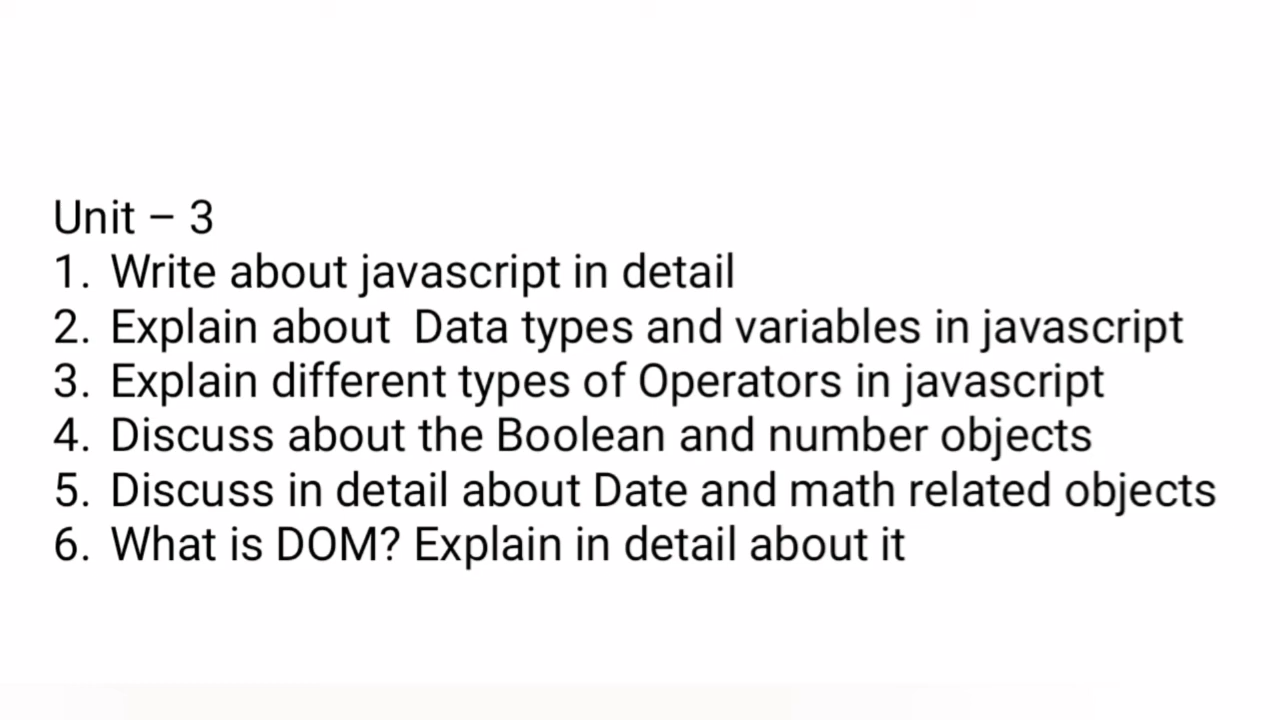 Unit – 3
1. Write about javascript in detail
2. Explain about  Data types and variables in javascript
3. Explain different types of Operators in javascript
4. Discuss about the Boolean and number objects
5. Discuss in detail about Date and math related objects
6. What is DOM? Explain in detail about it